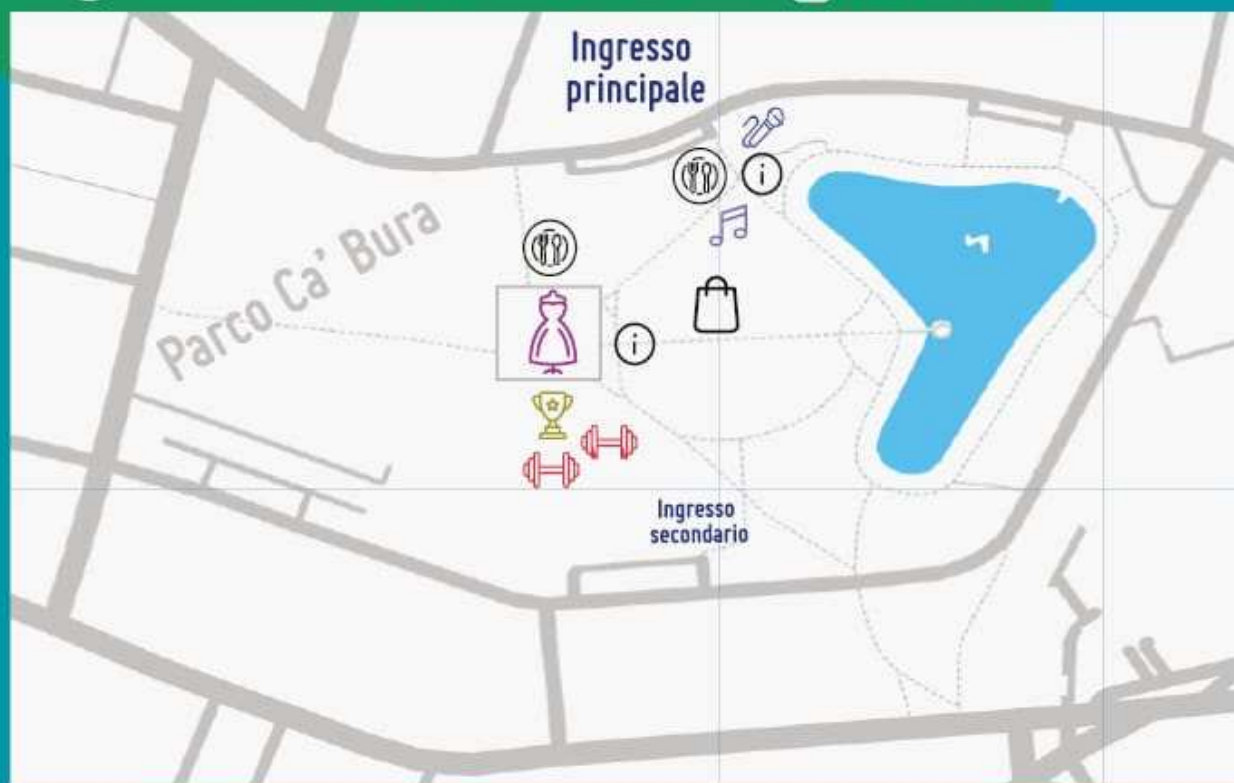 Ingresso
principale
Parco Ca' Bura
i
i
Ingresso
secondario